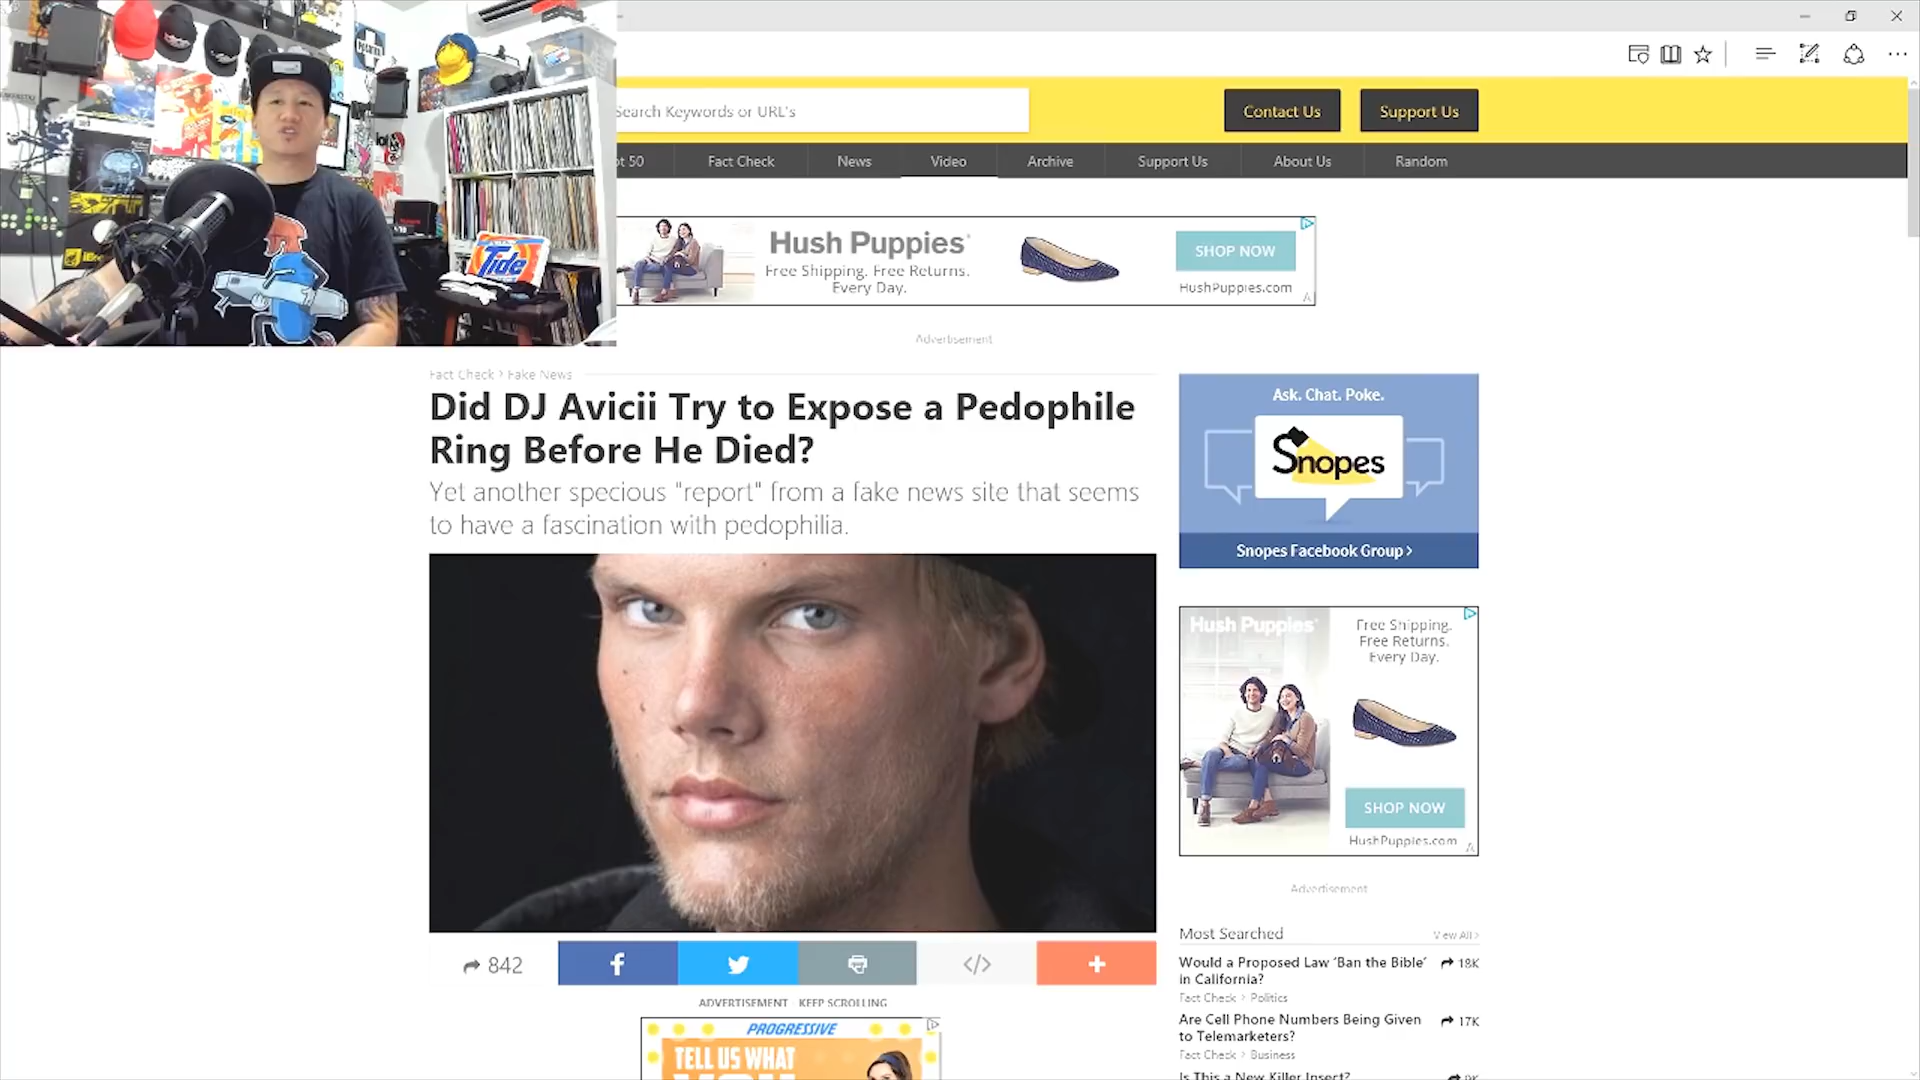 Search Keywords or URL's
Contact Us
Support Us
ot 50
Fact Check
News
Video
Archive
Support Us
About Us
Random
Hush Puppies
Free Shipping. Free Returns.
Every Day.
SHOP NOW
HushPuppies.com
Tide
Advertisement
Fact Check > Fake News
Did DJ Avicii Try to Expose a Pedophile
Ring Before He Died?
Yet another specious "report" from a fake news site that seems
to have a fascination with pedophilia.
Ask. Chat. Poke.
Snopes
Snopes Facebook Group >
Hush Puppies
Free Shipping.
Free Returns.
Every Day.
SHOP NOW
HushPuppies.com
Advertisement
842
ADVERTISEMENT - KEEP SCROLLING
PROGRESSIVE
TELL US WHAT
YOU
Most Searched
View All >
Would a Proposed Law ‘Ban the Bible’
in California?
18K
Fact Check > Politics
Are Cell Phone Numbers Being Given
to Telemarketers?
17K
Fact Check > Business
Is This a New Killer Insect?